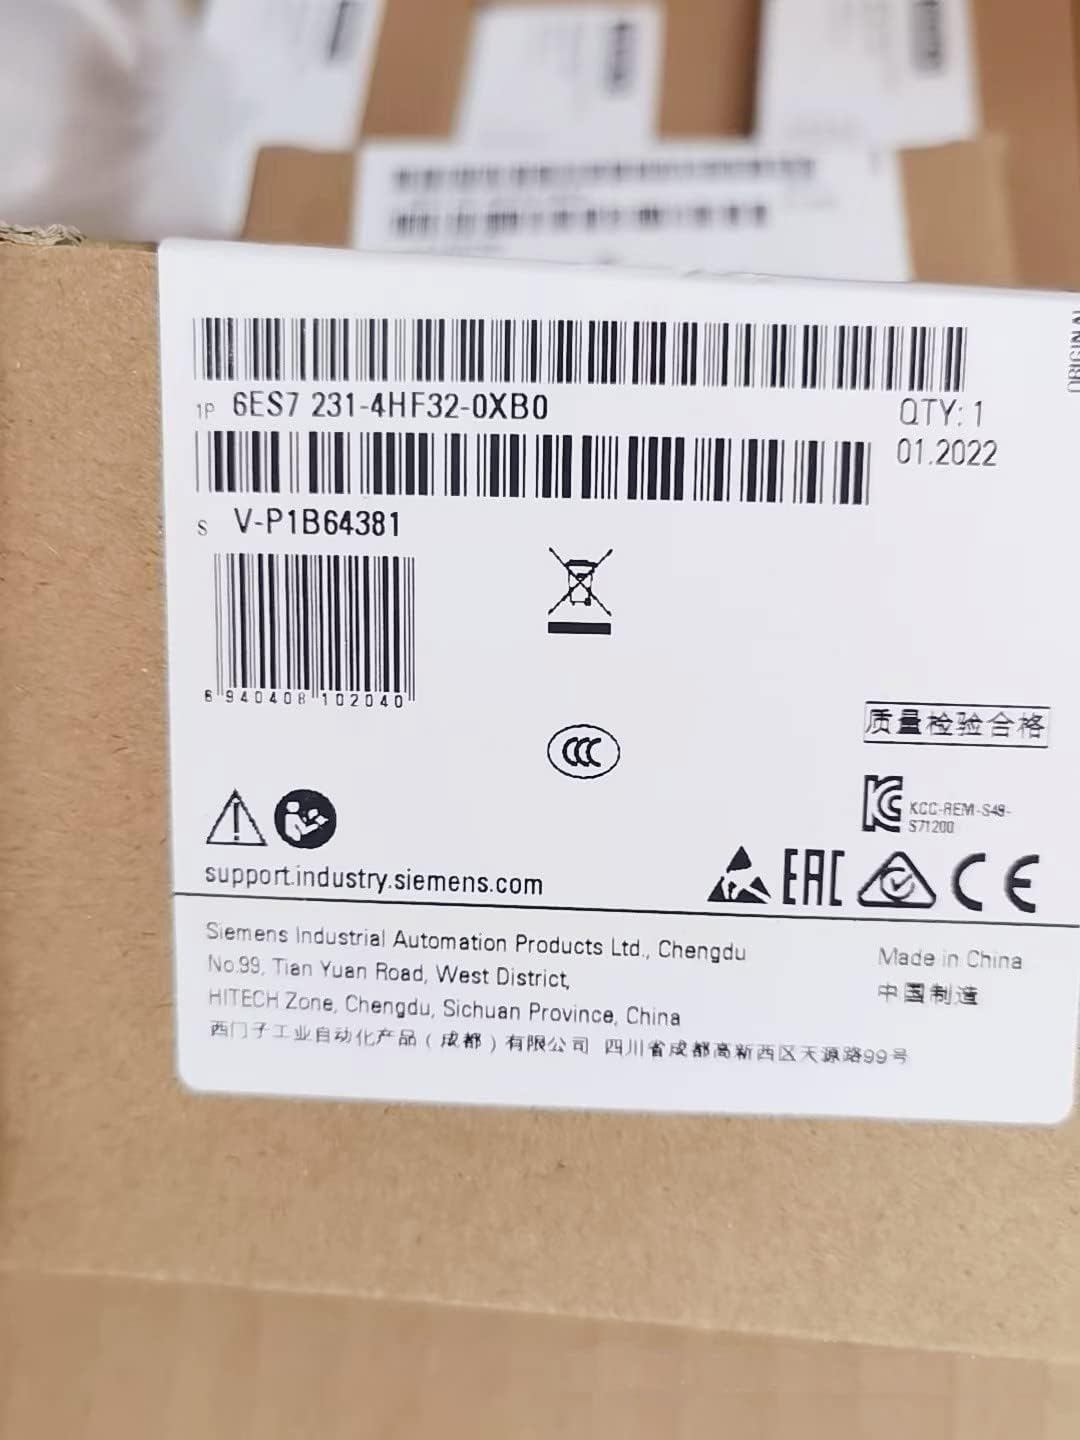 ORIGINAL
1P 6ES7 231-4HF32-0XB0
QTY: 1
01.2022
S V-P1B64381
6 940408 102040
CCC
质量检验合格
KCC-REM-S49-
S71200
support.industry.siemens.com
EAC
CE
Siemens Industrial Automation Products Ltd., Chengdu
No.99, Tian Yuan Road, West District,
HITECH Zone, Chengdu, Sichuan Province, China
西门子工业自动化产品（成都）有限公司 四川省成都高新西区天源路99号
Made in China
中国制造